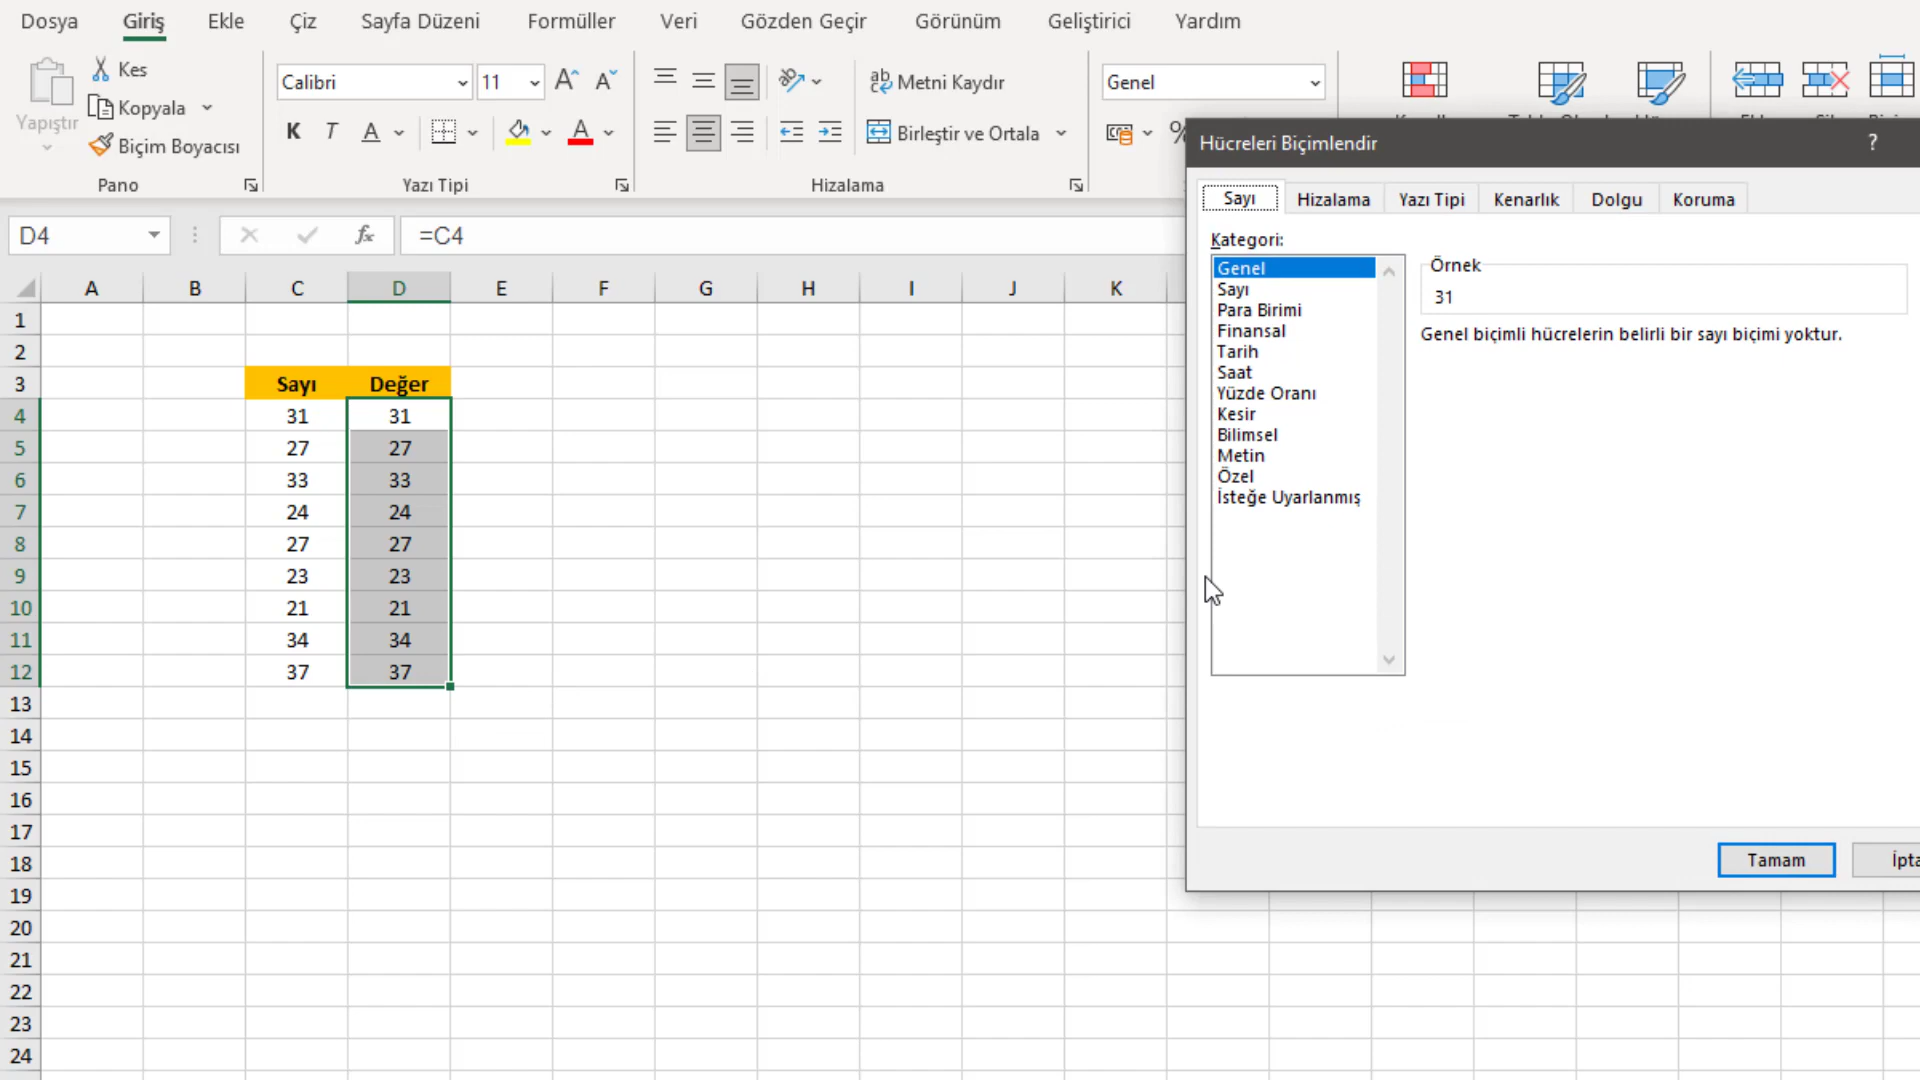 Dosya Giriş Ekle Çiz Sayfa Düzeni Formüller Veri Gözden Geçir Görünüm Geliştirici Yardım
Yapıştır
Kes
Kopyala
Biçim Boyacısı
Pano
Calibri 11
K T A
Yazı Tipi
Metni Kaydır
Birleştir ve Ortala
Hizalama
Genel
%
D4
fx
=C4
A B C D E F G H I J K
1
2
3 Sayı Değer
4 31 31
5 27 27
6 33 33
7 24 24
8 27 27
9 23 23
10 21 21
11 34 34
12 37 37
13
14
15
16
17
18
19
20
21
22
23
24
Hücreleri Biçimlendir ?
Sayı Hizalama Yazı Tipi Kenarlık Dolgu Koruma
Kategori:
Genel
Sayı
Para Birimi
Finansal
Tarih
Saat
Yüzde Oranı
Kesir
Bilimsel
Metin
Özel
İsteğe Uyarlanmış
Örnek
31
Genel biçimli hücrelerin belirli bir sayı biçimi yoktur.
Tamam